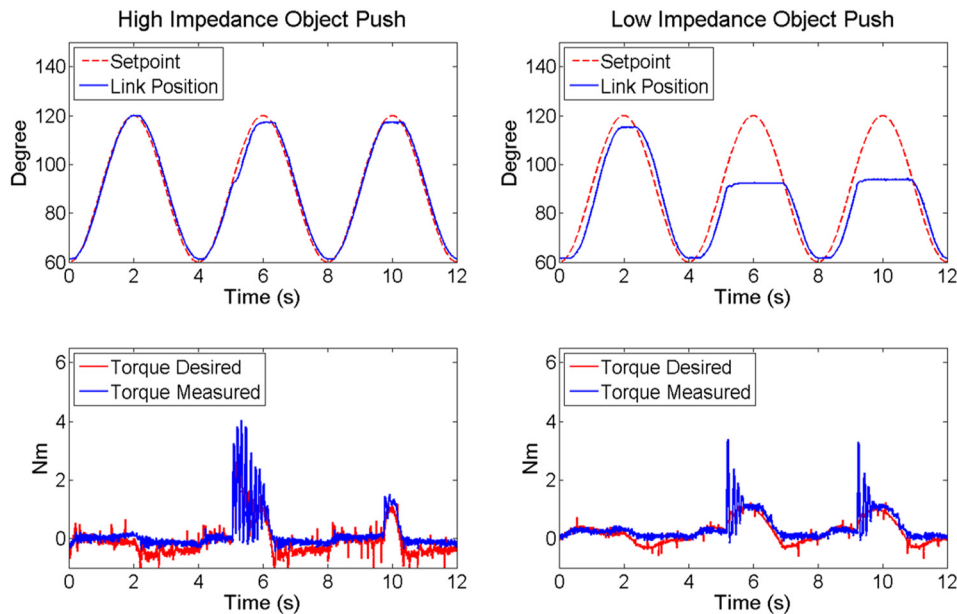 High Impedance Object Push
140
120
100
80
60
Degree
Setpoint
Link Position
0 2 4 6 8 10 12
Time (s)
Low Impedance Object Push
140
120
100
80
60
Degree
Setpoint
Link Position
0 2 4 6 8 10 12
Time (s)
6
4
2
0
Nm
Torque Desired
Torque Measured
0 2 4 6 8 10 12
Time (s)
6
4
2
0
Nm
Torque Desired
Torque Measured
0 2 4 6 8 10 12
Time (s)